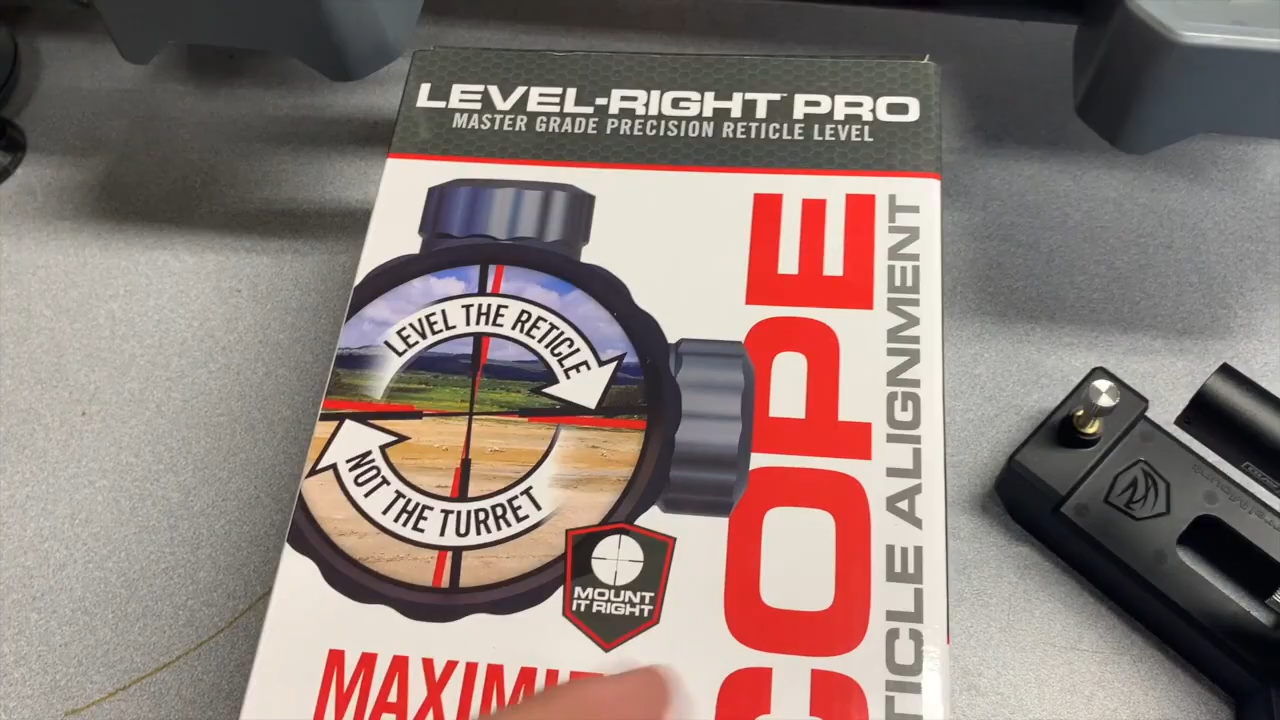 LEVEL-RIGHT PRO
MASTER GRADE PRECISION RETICLE LEVEL
LEVEL THE RETICLE
NOT THE TURRET
MOUNT
IT RIGHT
COPE
TICLE ALIGNMENT